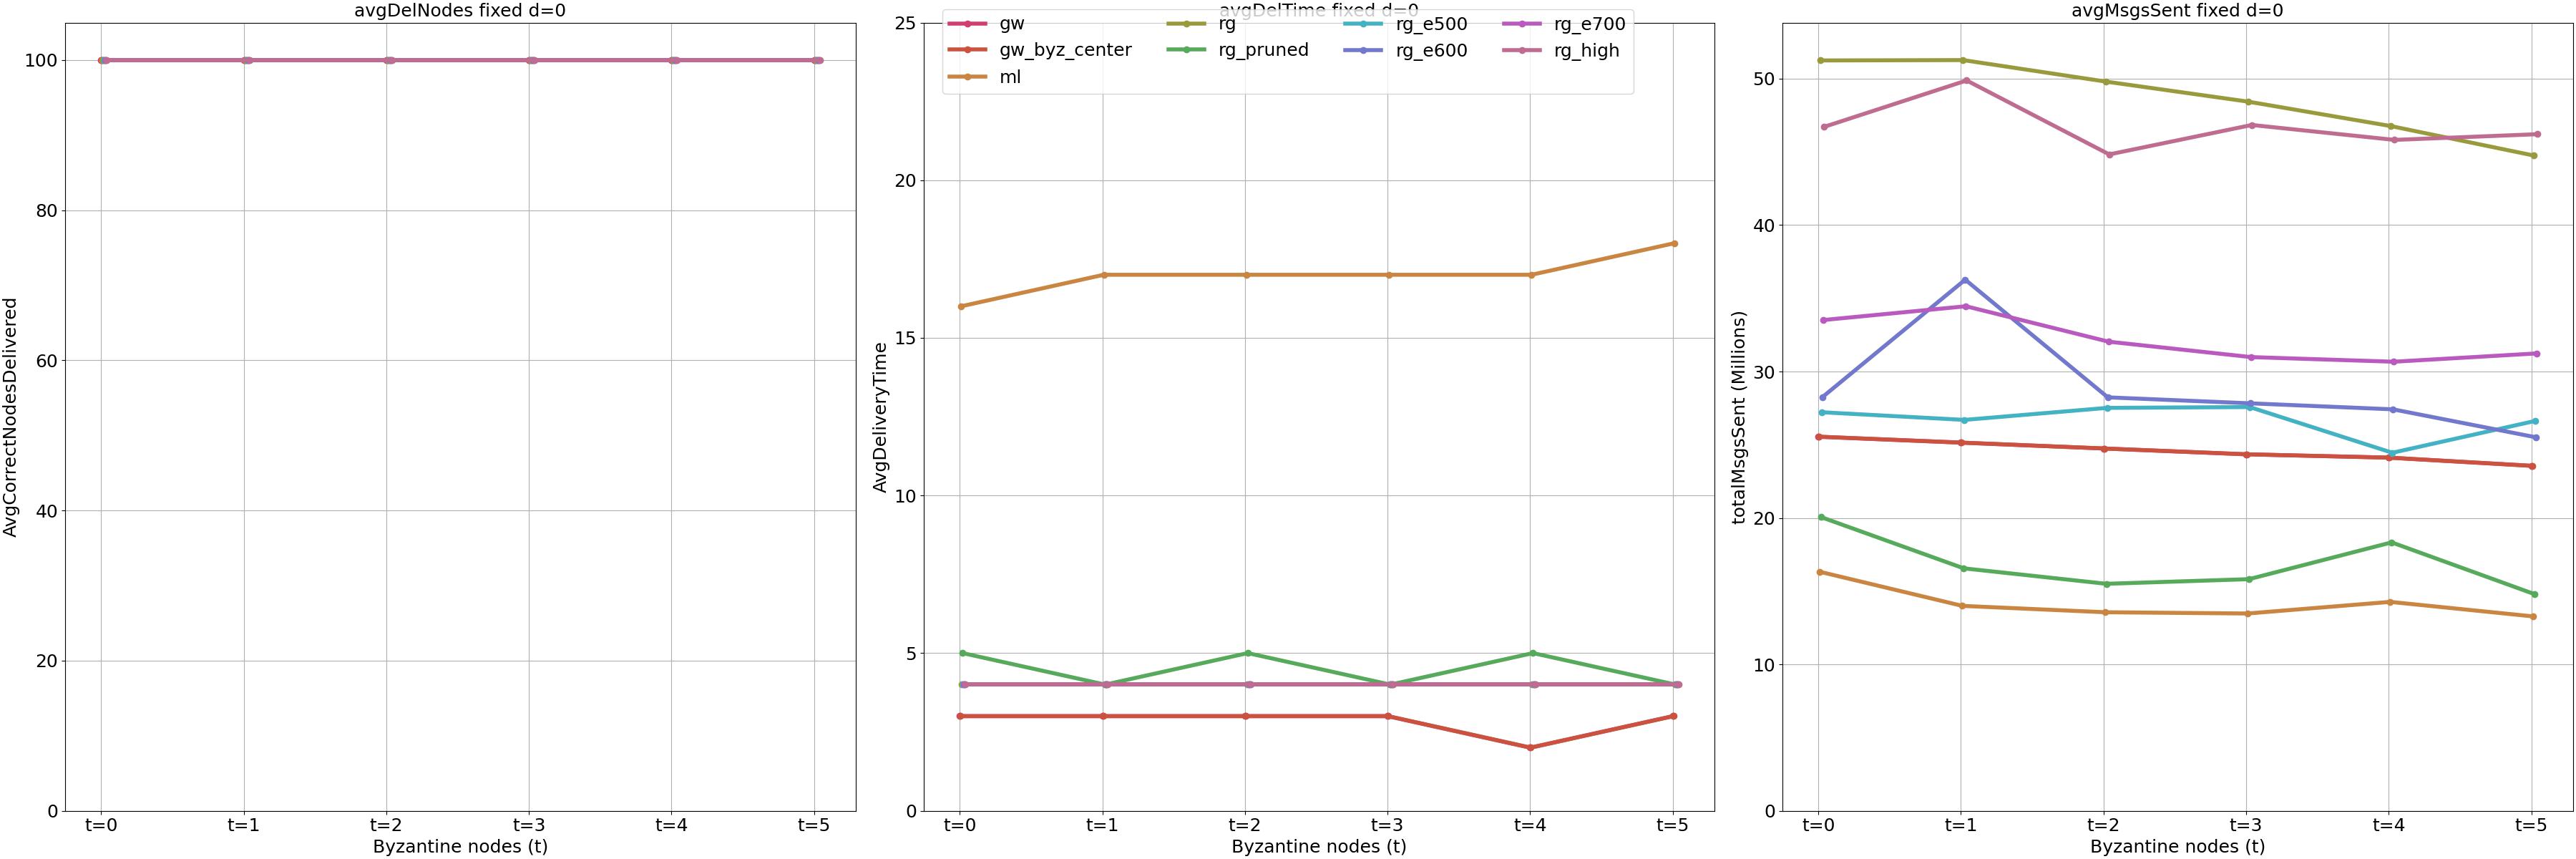 avgDelNodes fixed d=0
AvgCorrectNodesDelivered
100
80
60
40
20
0
t=0 t=1 t=2 t=3 t=4 t=5
Byzantine nodes (t)
avgDelTime fixed d=0
gw rg rg_e500 rg_e700
gw_byz_center rg_pruned rg_e600 rg_high
ml
AvgDeliveryTime
25
20
15
10
5
0
t=0 t=1 t=2 t=3 t=4 t=5
Byzantine nodes (t)
avgMsgsSent fixed d=0
totalMsgsSent (Millions)
50
40
30
20
10
0
t=0 t=1 t=2 t=3 t=4 t=5
Byzantine nodes (t)